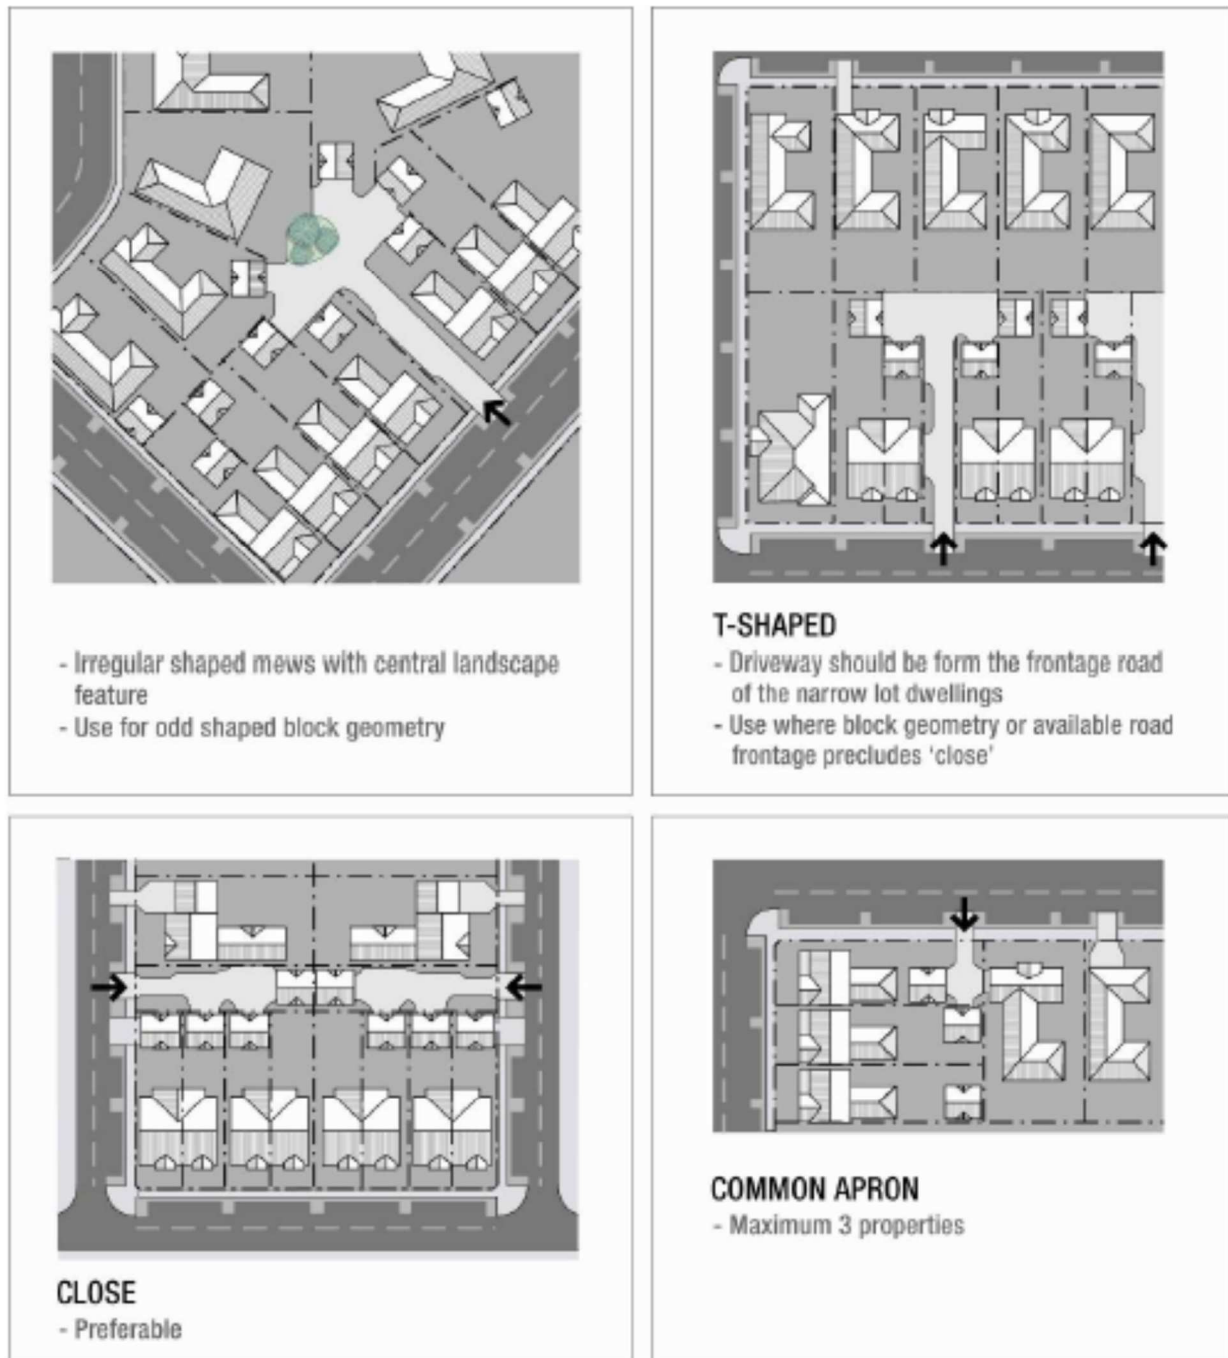 - Irregular shaped mews with central landscape
feature
- Use for odd shaped block geometry
T-SHAPED
- Driveway should be form the frontage road
of the narrow lot dwellings
- Use where block geometry or available road
frontage precludes ‘close’
CLOSE
- Preferable
COMMON APRON
- Maximum 3 properties